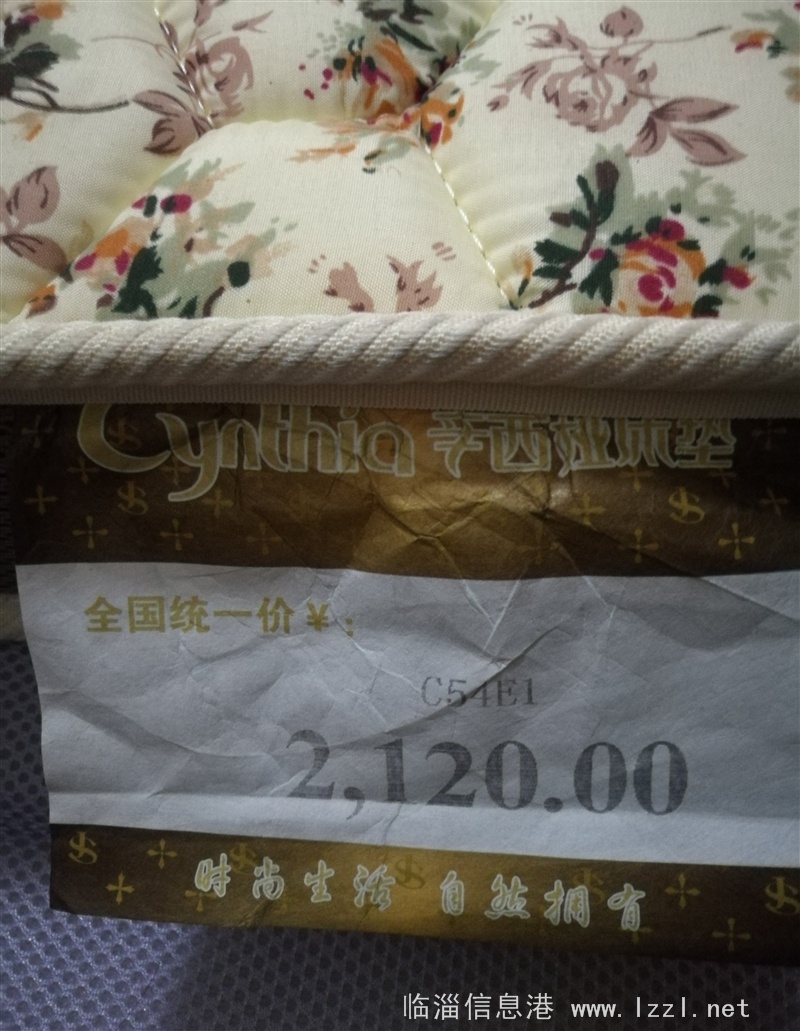 Cynthia 辛西娅床垫
全国统一价￥:
C54E1
2,120.00
时尚生活 自然拥有
临淄信息港 www.lzzl.net